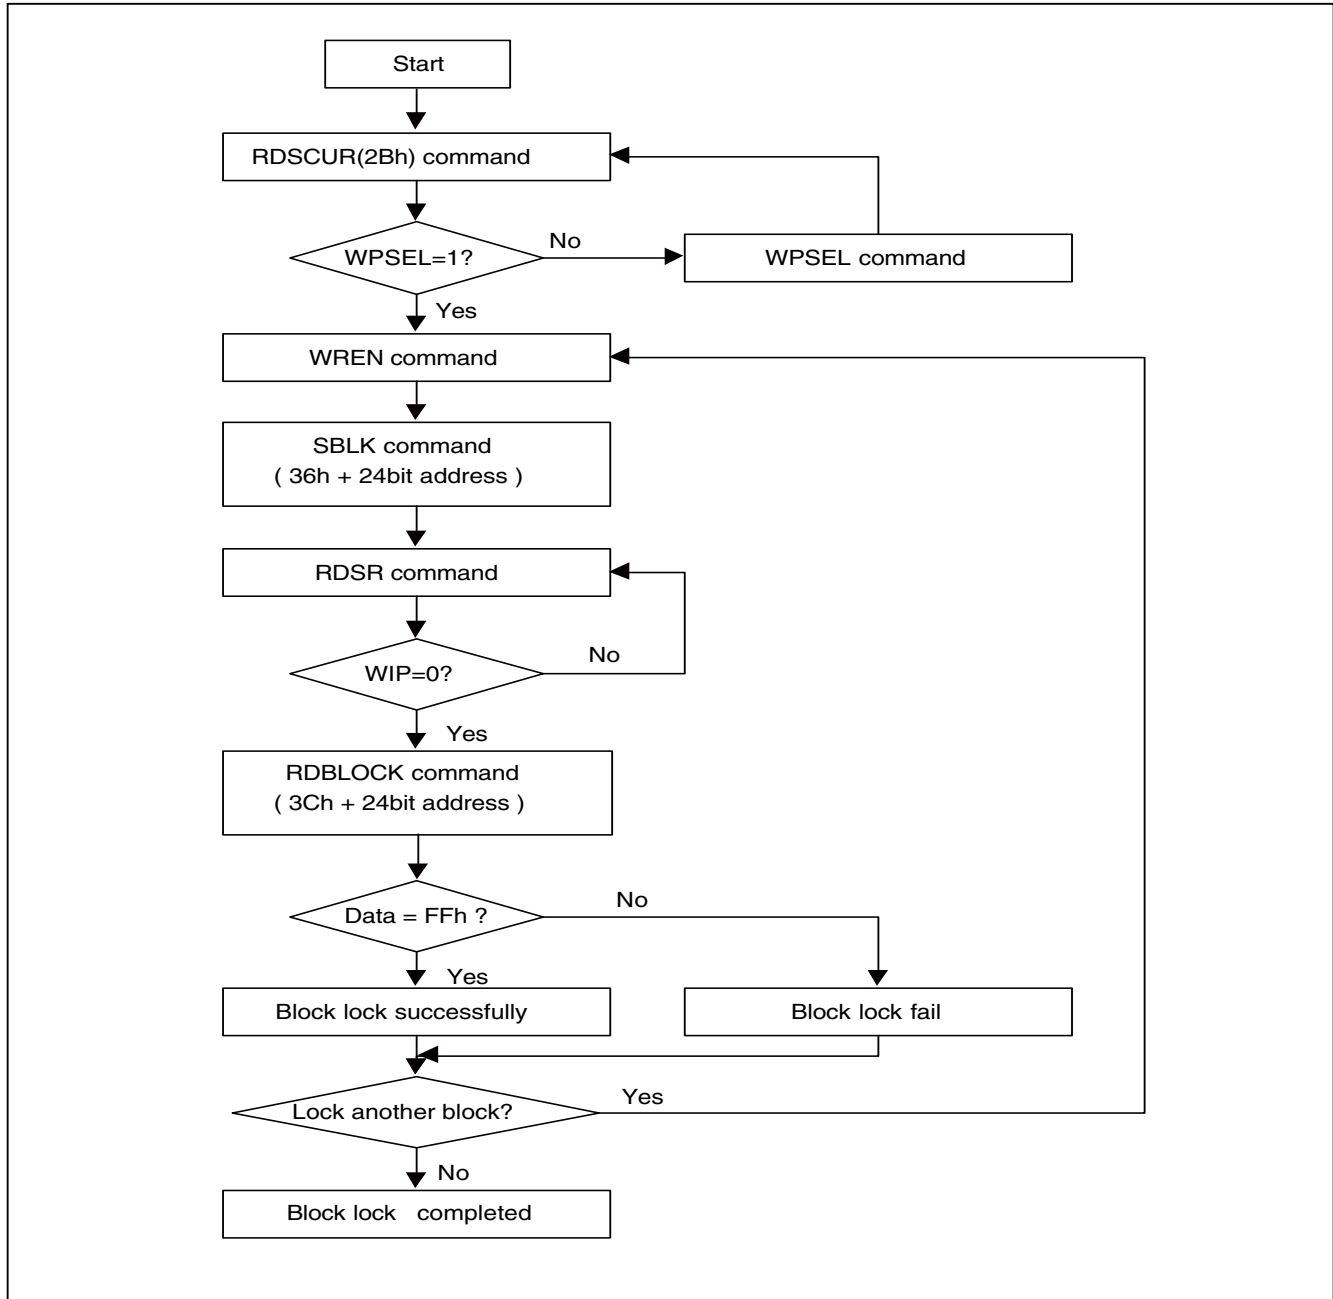 Start
RDSCUR(2Bh) command
WPSEL=1?
No
WPSEL command
Yes
WREN command
SBLK command
( 36h + 24bit address )
RDSR command
WIP=0?
No
Yes
RDBLOCK command
( 3Ch + 24bit address )
Data = FFh ?
No
Yes
Block lock successfully
Block lock fail
Lock another block?
Yes
No
Block lock completed